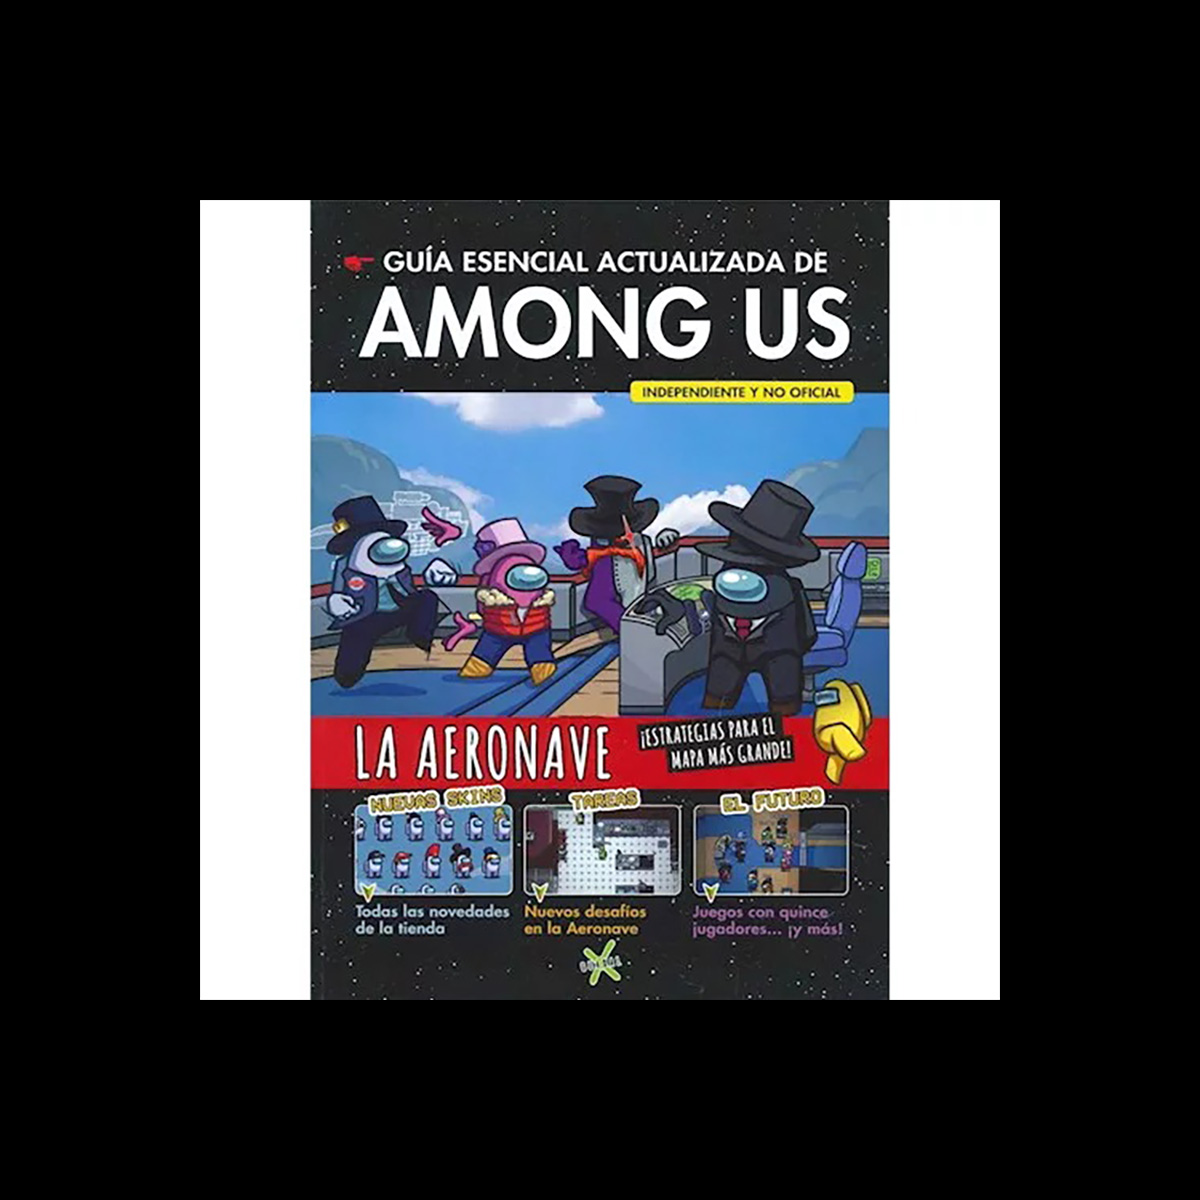 GUÍA ESENCIAL ACTUALIZADA DE
AMONG US
INDEPENDIENTE Y NO OFICIAL
LA AERONAVE
¡ESTRATEGIAS PARA EL
MAPA MÁS GRANDE!
NUEVAS SKINS
TAREAS
EL FUTURO
Todas las novedades
de la tienda
Nuevos desafíos
en la Aeronave
Juegos con quince
jugadores... ¡y más!